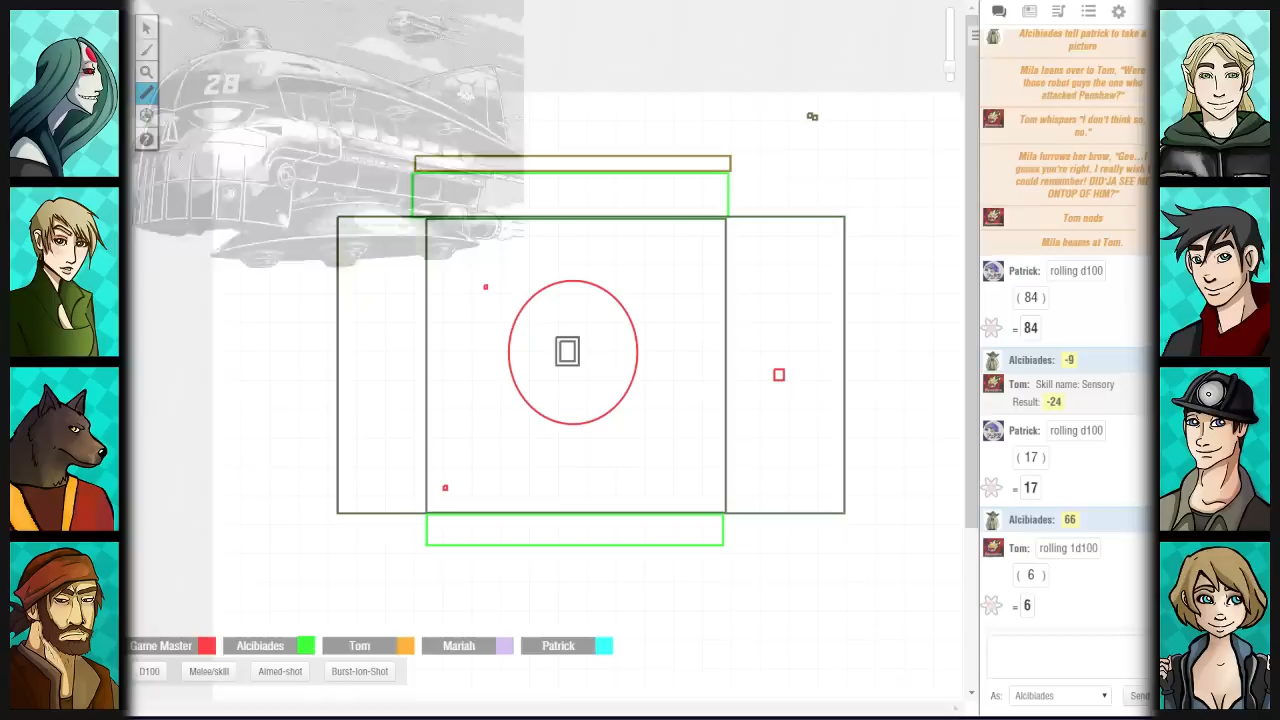 28
Alcibiades tell patrick to take a
picture
Mila leans over to Tom, "Were
those robot guys the one who
attacked Penshaw?"
Tom whispers "I don't think so,
no."
Mila furrows her brow, "Gee... I
guess you're right. I really wish I
could remember! DID'JA SEE ME
ONTOP OF HIM?"
Tom nods
Mila beams at Tom.
Patrick: rolling d100
( 84 )
= 84
Alcibiades: -9
Tom: Skill name: Sensory
Result: -24
Patrick: rolling d100
( 17 )
= 17
Alcibiades: 66
Tom: rolling 1d100
( 6 )
= 6
As: Alcibiades Send
Game Master Alcibiades Tom Mariah Patrick
D100 Melee/skill Aimed-shot Burst-Ion-Shot